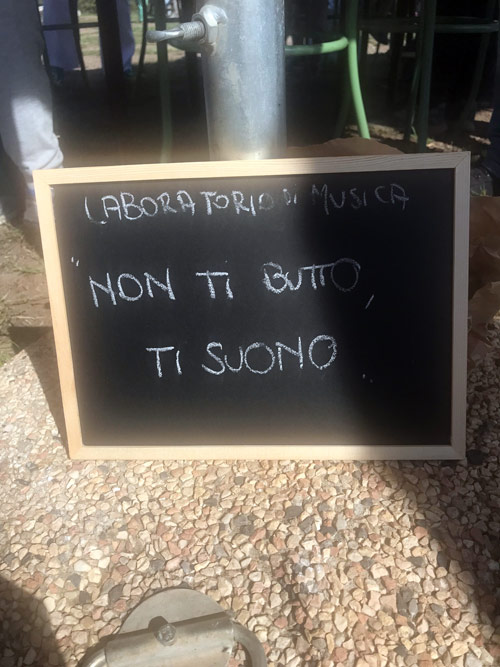 LABORATORIO DI MUSICA
"NON TI BUTTO,
TI SUONO"